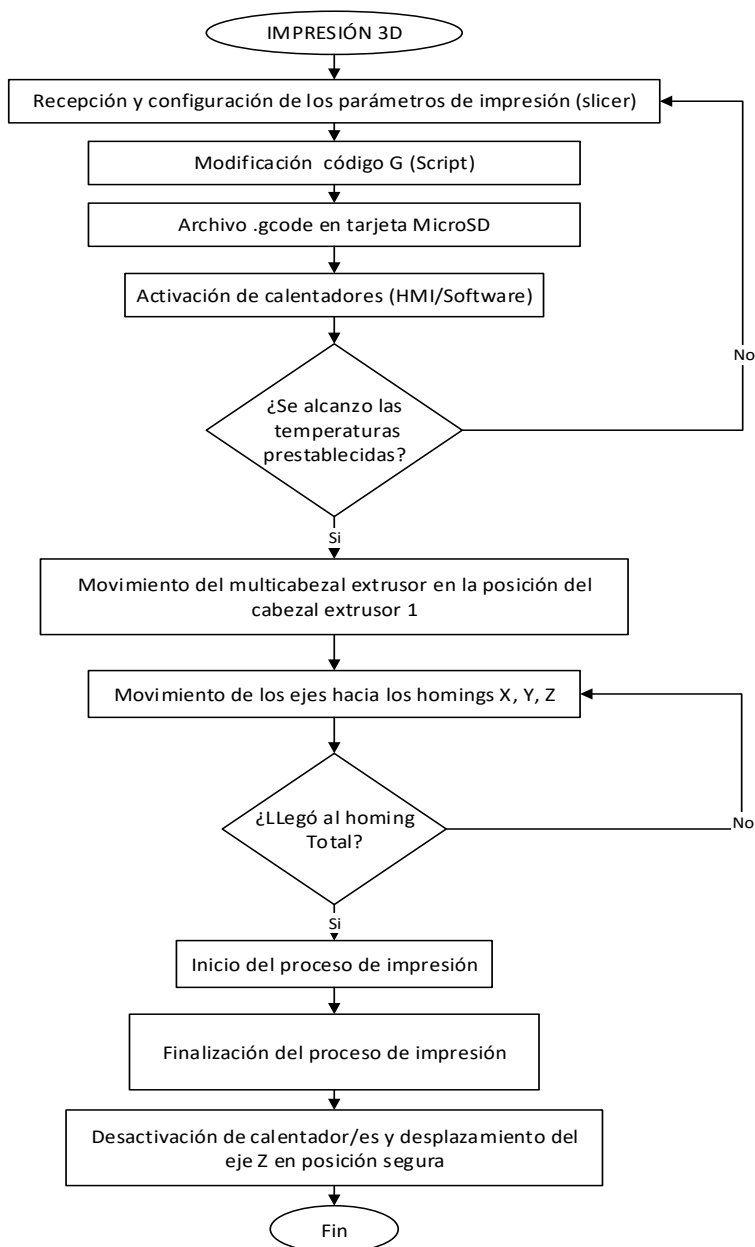 IMPRESIÓN 3D
Recepción y configuración de los parámetros de impresión (slicer)
Modificación código G (Script)
Archivo .gcode en tarjeta MicroSD
Activación de calentadores (HMI/Software)
¿Se alcanzo las
temperaturas
prestablecidas?
No
Si
Movimiento del multicabezal extrusor en la posición del
cabezal extrusor 1
Movimiento de los ejes hacia los homings X, Y, Z
¿LLegó al homing
Total?
No
Si
Inicio del proceso de impresión
Finalización del proceso de impresión
Desactivación de calentador/es y desplazamiento del
eje Z en posición segura
Fin